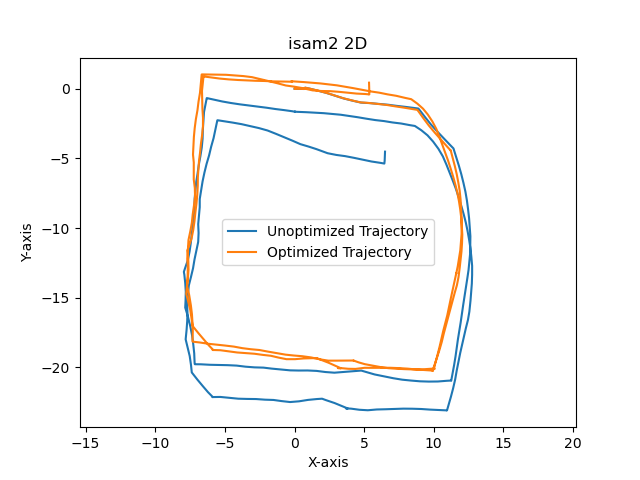 isam2 2D
0
−5
−10
−15
−20
Y-axis
Unoptimized Trajectory
Optimized Trajectory
−15 −10 −5 0 5 10 15 20
X-axis